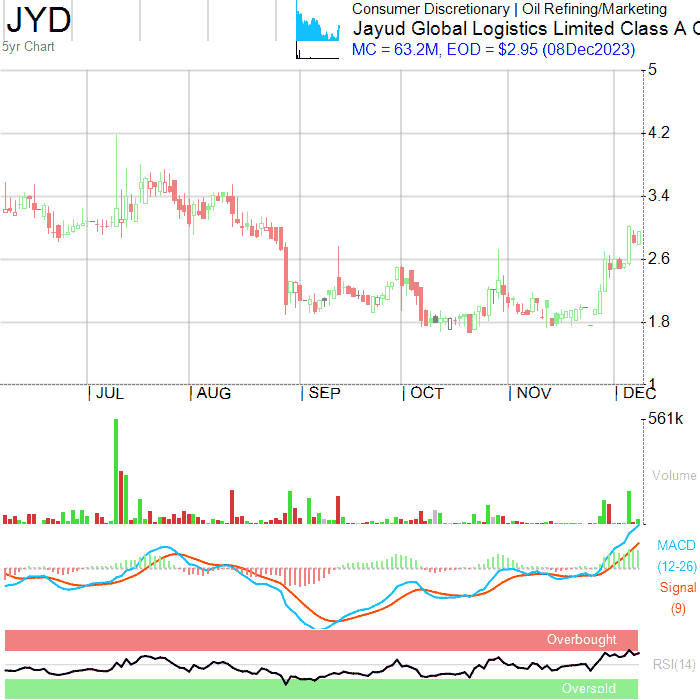 JYD
5yr Chart
Consumer Discretionary | Oil Refining/Marketing
Jayud Global Logistics Limited Class A O
MC = 63.2M, EOD = $2.95 (08Dec2023)
5
4.2
3.4
2.6
1.8
1
JUL AUG SEP OCT NOV DEC
561k
Volume
MACD
(12-26)
Signal
(9)
Overbought
RSI(14)
Oversold